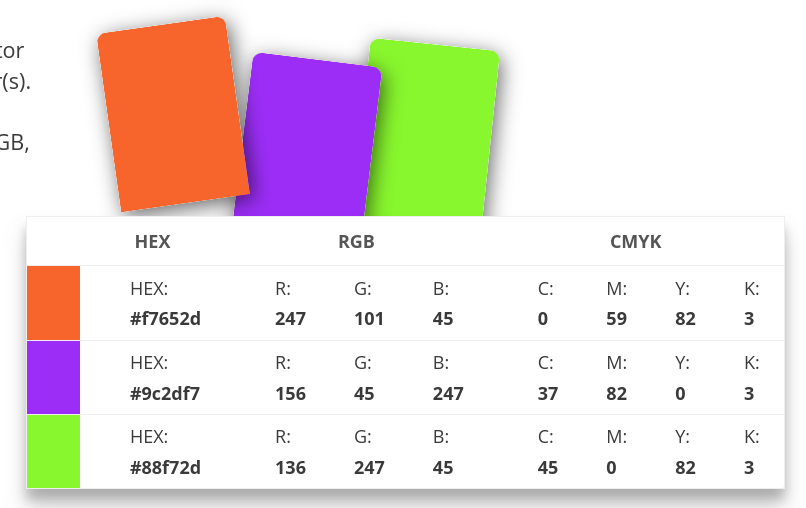 tor
r(s).
GB,
HEX RGB CMYK
HEX: R: G: B: C: M: Y: K:
#f7652d 247 101 45 0 59 82 3
HEX: R: G: B: C: M: Y: K:
#9c2df7 156 45 247 37 82 0 3
HEX: R: G: B: C: M: Y: K:
#88f72d 136 247 45 45 0 82 3